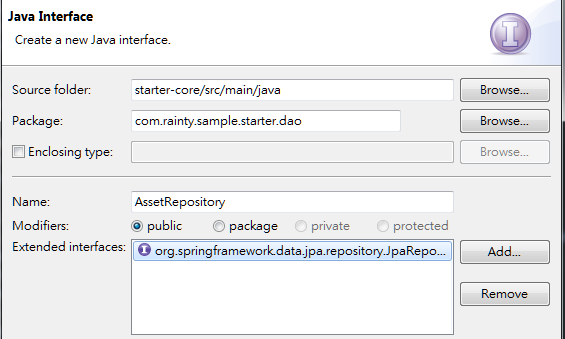 Java Interface
Create a new Java interface.
I
Source folder: starter-core/src/main/java Browse...
Package: com.rainty.sample.starter.dao Browse...
Enclosing type: Browse...
Name: AssetRepository
Modifiers: public package private protected
Extended interfaces: I org.springframework.data.jpa.repository.JpaRepo... Add...
Remove